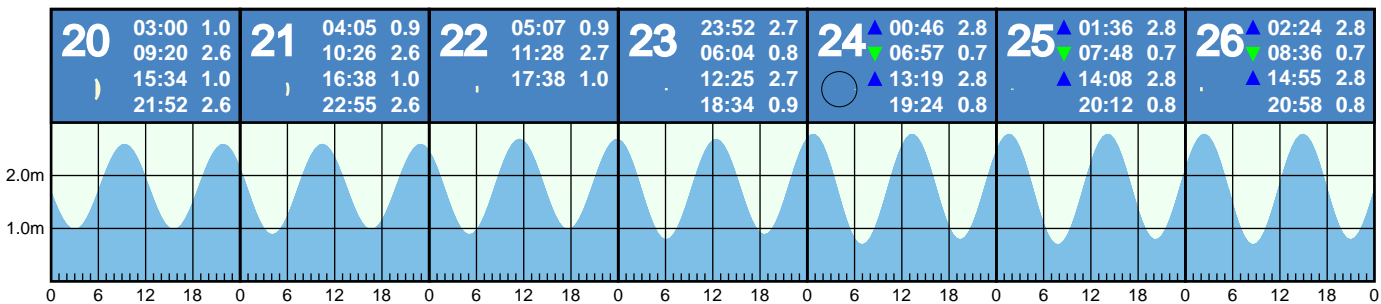 20
03:00 1.0
09:20 2.6
15:34 1.0
21:52 2.6
21
04:05 0.9
10:26 2.6
16:38 1.0
22:55 2.6
22
05:07 0.9
11:28 2.7
17:38 1.0
23
23:52 2.7
06:04 0.8
12:25 2.7
18:34 0.9
24
▲ 00:46 2.8
▼ 06:57 0.7
▲ 13:19 2.8
19:24 0.8
25
▲ 01:36 2.8
▼ 07:48 0.7
▲ 14:08 2.8
20:12 0.8
26
▲ 02:24 2.8
▼ 08:36 0.7
▲ 14:55 2.8
20:58 0.8
2.0m
1.0m
0 6 12 18 0 6 12 18 0 6 12 18 0 6 12 18 0 6 12 18 0 6 12 18 0 6 12 18 0